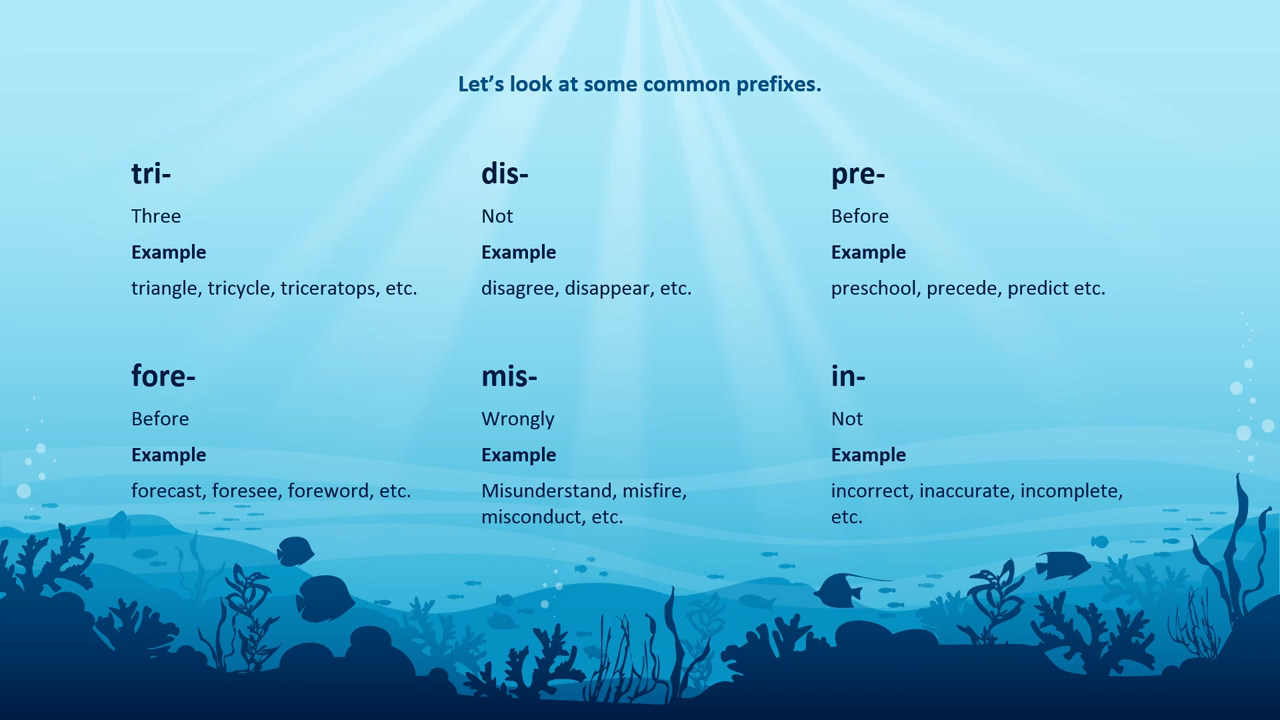 Let’s look at some common prefixes.
tri-
Three
Example
triangle, tricycle, triceratops, etc.
dis-
Not
Example
disagree, disappear, etc.
pre-
Before
Example
preschool, precede, predict etc.
fore-
Before
Example
forecast, foresee, foreword, etc.
mis-
Wrongly
Example
Misunderstand, misfire,
misconduct, etc.
in-
Not
Example
incorrect, inaccurate, incomplete,
etc.